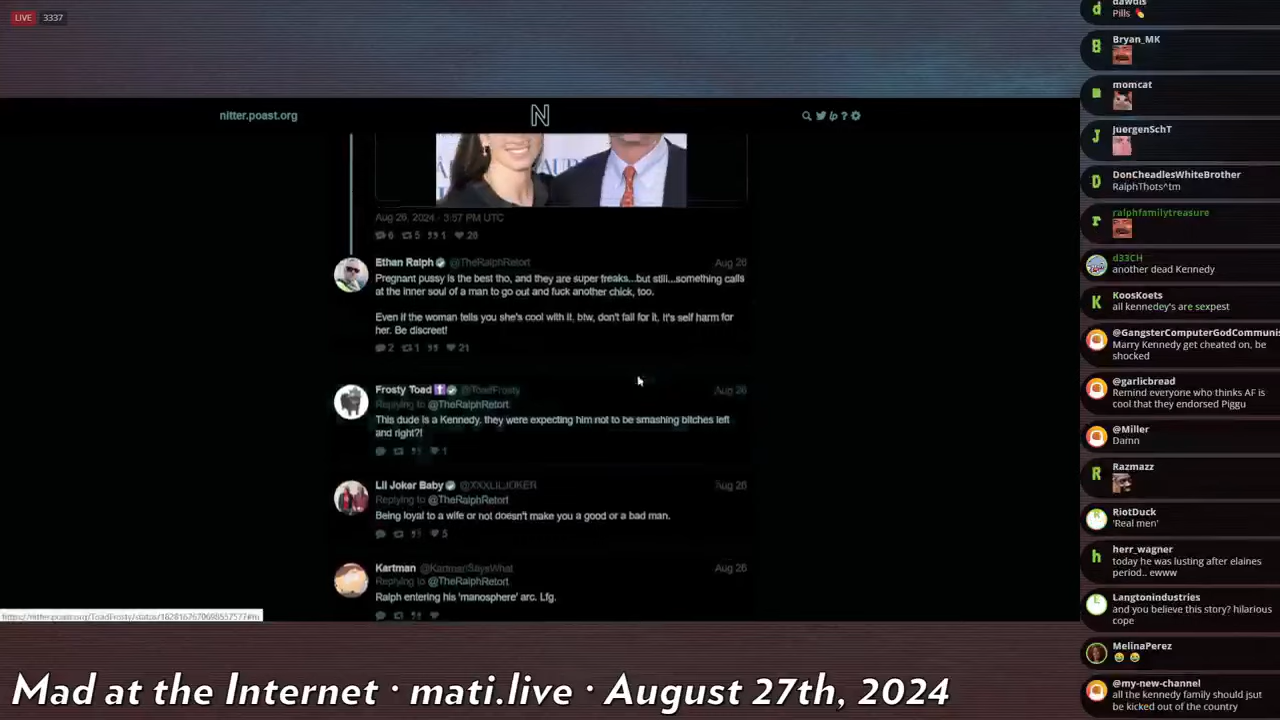 LIVE 3337
nitter.poast.org
Aug 26, 2024 · 3:57 PM UTC
6 5 1 20
Ethan Ralph @TheRalphRetort Aug 26
Pregnant pussy is the best tho, and they are super freaks...but still...something calls
at the inner soul of a man to go out and fuck another chick, too.
Even if the woman tells you she's cool with it, btw, don't fall for it. It's self harm for
her. Be discreet!
2 1 21
Frosty Toad @ToadFrosty Aug 26
Replying to @TheRalphRetort
This dude is a Kennedy, they were expecting him not to be smashing bitches left
and right?!
1
Lil Joker Baby @XXXLILJOKER Aug 26
Replying to @TheRalphRetort
Being loyal to a wife or not doesn't make you a good or a bad man.
5
Kartman @KartmanSaysWhat Aug 26
Replying to @TheRalphRetort
Ralph entering his 'manosphere' arc. Lfg.
Mad at the Internet · mati.live · August 27th, 2024
dawdls
Pills
Bryan_MK
momcat
JuergenSchT
DonCheadlesWhiteBrother
RalphThots^tm
ralphfamilytreasure
d33CH
another dead Kennedy
KoosKoets
all kennedey's are sexpest
@GangsterComputerGodCommunis
Marry Kennedy get cheated on, be
shocked
@garlicbread
Remind everyone who thinks AF is
cool that they endorsed Piggu
@Miller
Damn
Razmazz
RiotDuck
'Real men'
herr_wagner
today he was lusting after elaines
period.. ewww
Langtonindustries
and you believe this story? hilarious
cope
MelinaPerez
@my-new-channel
all the kennedy family should jsut
be kicked out of the country